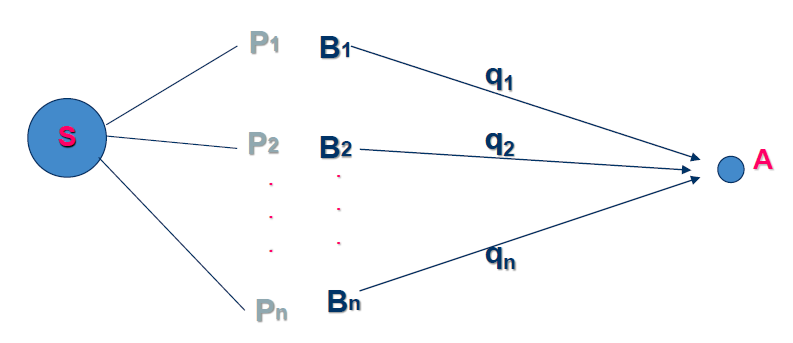 P1 B1
q1
S P2 B2 q2 A
qn
Pn Bn